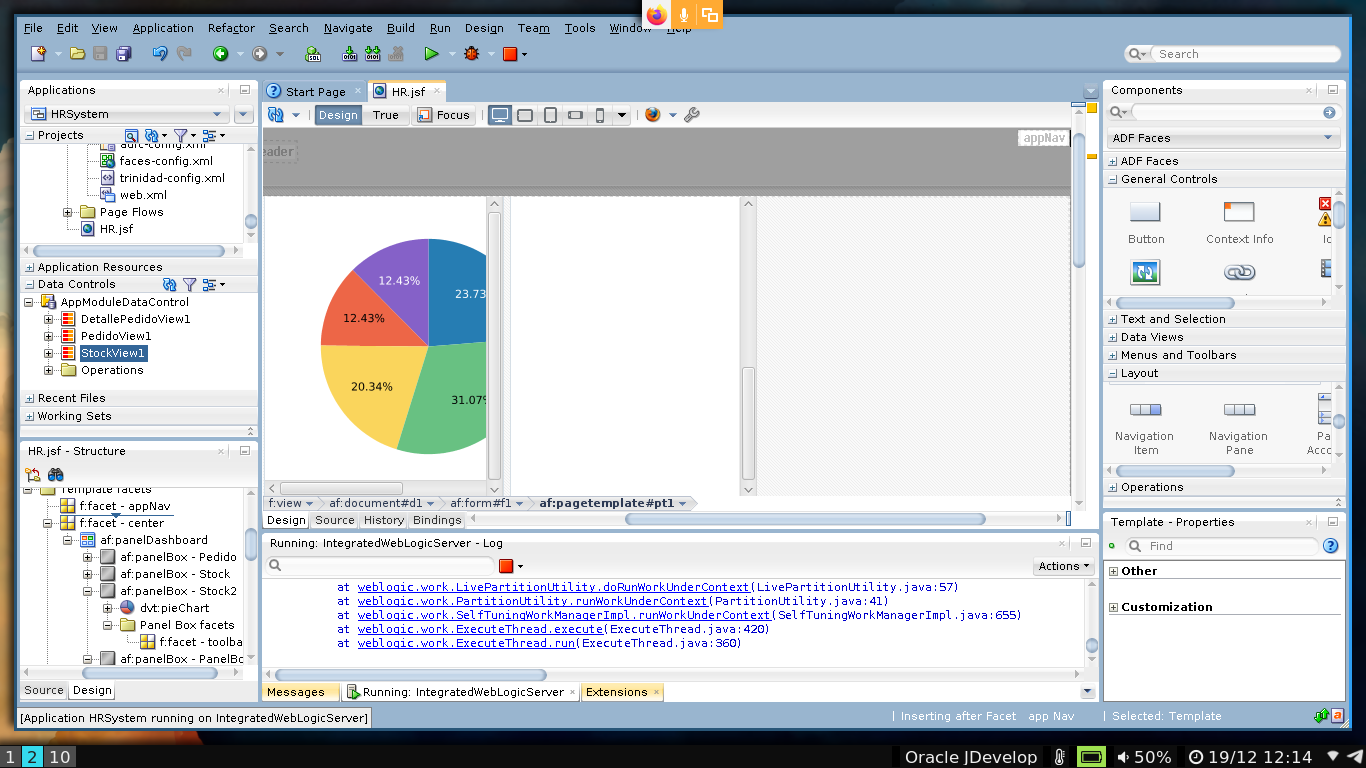 File Edit View Application Refactor Search Navigate Build Run Design Team Tools Window Help
Search
Applications
HRSystem
Projects
adfc-config.xml
faces-config.xml
trinidad-config.xml
web.xml
Page Flows
HR.jsf
Application Resources
Data Controls
AppModuleDataControl
DetallePedidoView1
PedidoView1
StockView1
Operations
Recent Files
Working Sets
HR.jsf - Structure
Template facets
f:facet - appNav
f:facet - center
af:panelDashboard
af:panelBox - Pedido
af:panelBox - Stock
af:panelBox - Stock2
dvt:pieChart
Panel Box facets
f:facet - toolba
af:panelBox - PanelBo
Source Design
Start Page HR.jsf
Design True Focus
eader
appNav
12.43%
23.73
12.43%
20.34%
31.07%
f:view af:document#d1 af:form#f1 af:pagetemplate#pt1
Design Source History Bindings
Running: IntegratedWebLogicServer - Log
Actions
at weblogic.work.LivePartitionUtility.doRunWorkUnderContext(LivePartitionUtility.java:57)
at weblogic.work.PartitionUtility.runWorkUnderContext(PartitionUtility.java:41)
at weblogic.work.SelfTuningWorkManagerImpl.runWorkUnderContext(SelfTuningWorkManagerImpl.java:655)
at weblogic.work.ExecuteThread.execute(ExecuteThread.java:420)
at weblogic.work.ExecuteThread.run(ExecuteThread.java:360)
Messages Running: IntegratedWebLogicServer Extensions
Components
ADF Faces
ADF Faces
General Controls
Button Context Info Ic
Text and Selection
Data Views
Menus and Toolbars
Layout
Navigation Item
Navigation Pane
Pa
Acco
Operations
Template - Properties
Find
Other
Customization
[Application HRSystem running on IntegratedWebLogicServer]
Inserting after Facet app Nav
Selected: Template
1 2 10
Oracle JDevelop
50%
19/12 12:14